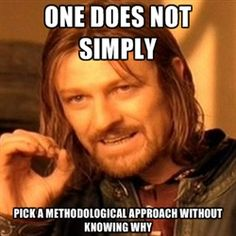 ONE DOES NOT
SIMPLY
PICK A METHODOLOGICAL APPROACH WITHOUT
KNOWING WHY